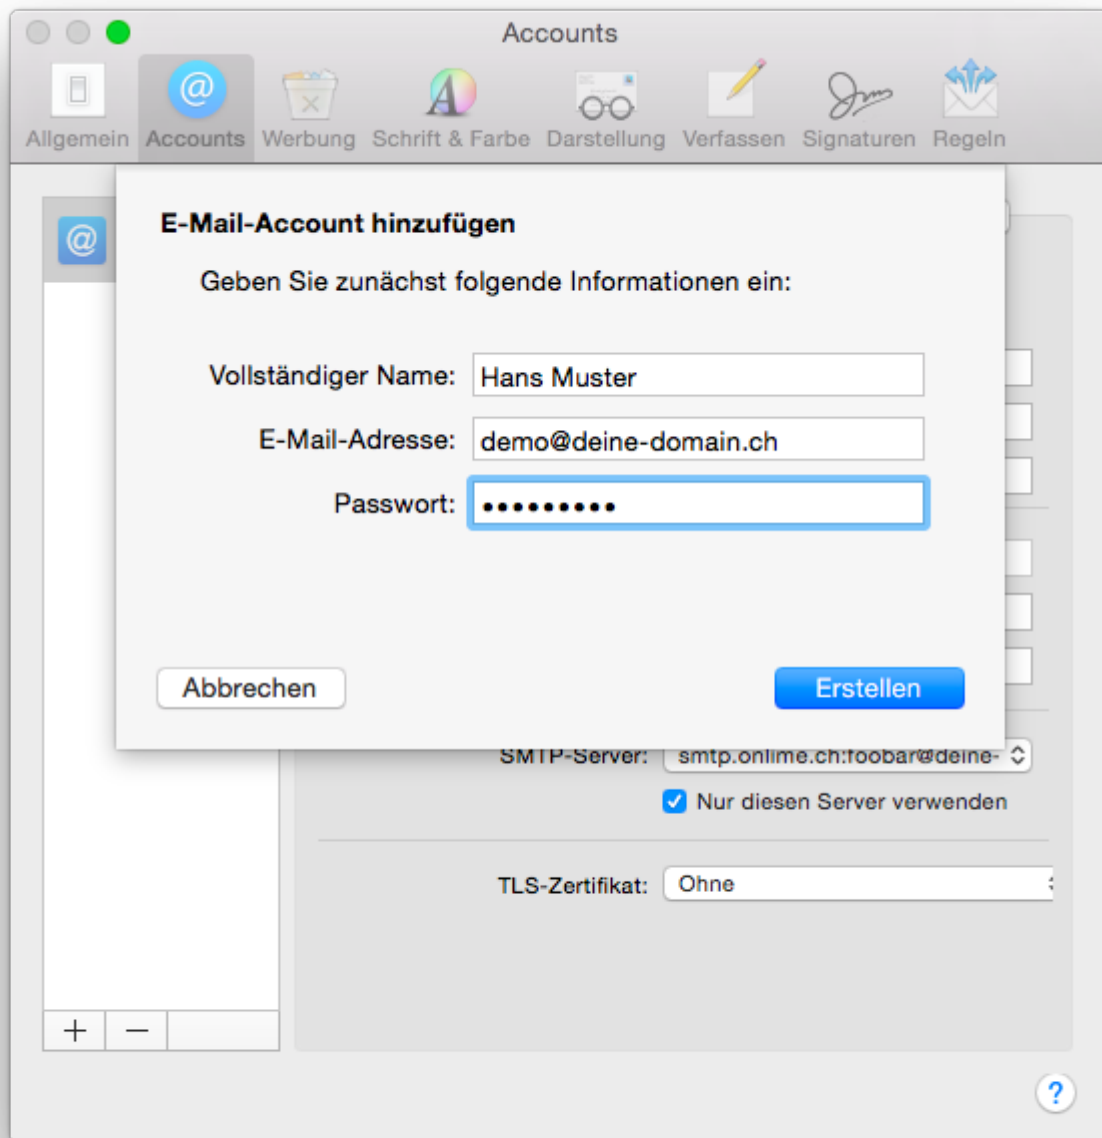 Accounts
Allgemein Accounts Werbung Schrift & Farbe Darstellung Verfassen Signaturen Regeln
E-Mail-Account hinzufügen
Geben Sie zunächst folgende Informationen ein:
Vollständiger Name: Hans Muster
E-Mail-Adresse: demo@deine-domain.ch
Passwort: •••••••••
Abbrechen Erstellen
SMTP-Server: smtp.onlime.ch:foobar@deine-
Nur diesen Server verwenden
TLS-Zertifikat: Ohne